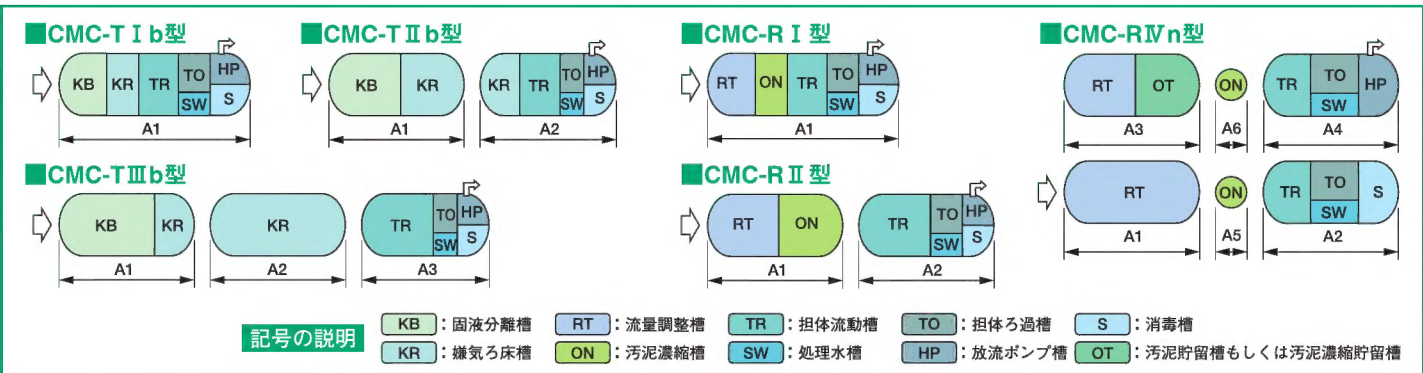 ■CMC-TⅠb型
KB KR TR TO SW HP S
A1
■CMC-TⅡb型
KB KR KR TR TO SW HP S
A1 A2
■CMC-TⅢb型
KB KR KR TR TO SW HP S
A1 A2 A3
■CMC-RⅠ型
RT ON TR TO SW HP S
A1
■CMC-RⅡ型
RT ON TR TO SW HP S
A1 A2
■CMC-RⅣn型
RT OT ON TR TO SW HP
A3 A6 A4
RT ON TR TO SW S
A1 A5 A2
記号の説明
KB：固液分離槽 RT：流量調整槽 TR：担体流動槽 TO：担体ろ過槽 S：消毒槽
KR：嫌気ろ床槽 ON：汚泥濃縮槽 SW：処理水槽 HP：放流ポンプ槽 OT：汚泥貯留槽もしくは汚泥濃縮貯留槽